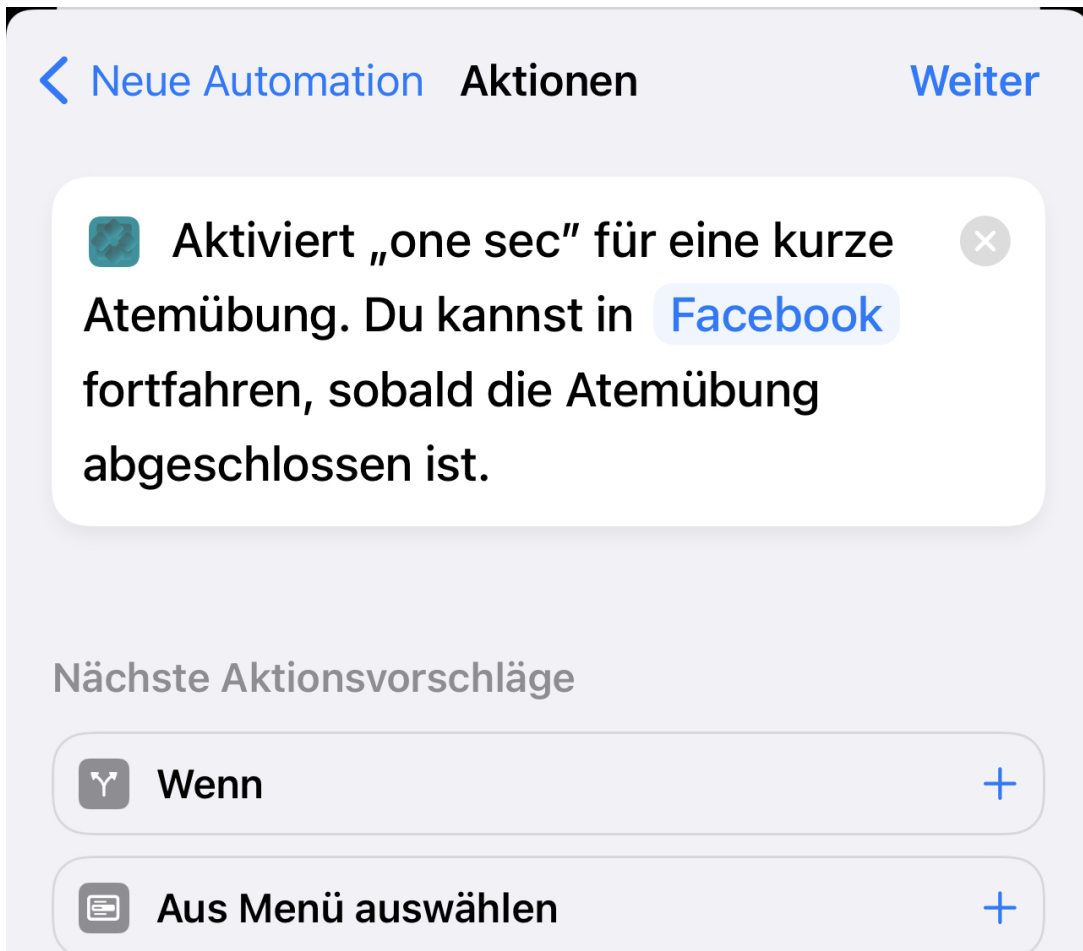 Neue Automation Aktionen Weiter
Aktiviert „one sec” für eine kurze
Atemübung. Du kannst in Facebook
fortfahren, sobald die Atemübung
abgeschlossen ist.
Nächste Aktionsvorschläge
Wenn
Aus Menü auswählen